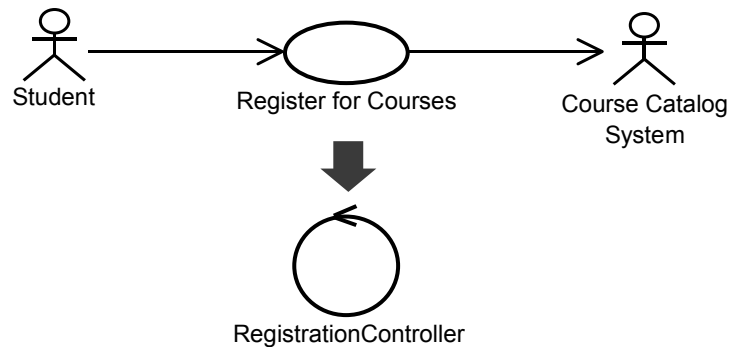 Student
Register for Courses
Course Catalog
System
RegistrationController